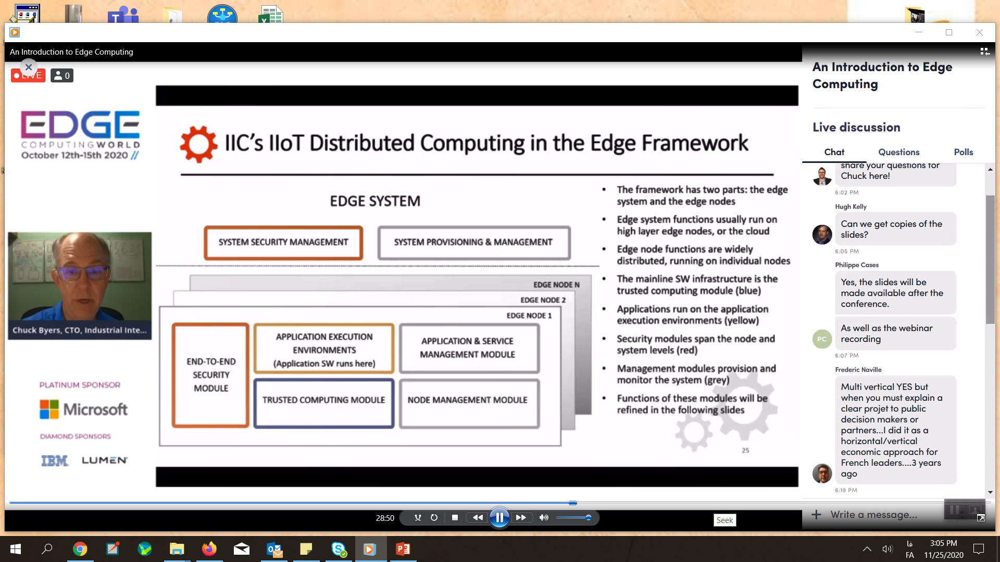 An Introduction to Edge Computing
LIVE
0
EDGE
COMPUTINGWORLD
October 12th-15th 2020 //
Chuck Byers, CTO, Industrial Inte...
PLATINUM SPONSOR
Microsoft
DIAMOND SPONSORS
IBM
LUMEN
IIC's IIoT Distributed Computing in the Edge Framework
EDGE SYSTEM
SYSTEM SECURITY MANAGEMENT
SYSTEM PROVISIONING & MANAGEMENT
EDGE NODE N
EDGE NODE 2
EDGE NODE 1
END-TO-END
SECURITY
MODULE
APPLICATION EXECUTION
ENVIRONMENTS
(Application SW runs here)
APPLICATION & SERVICE
MANAGEMENT MODULE
TRUSTED COMPUTING MODULE
NODE MANAGEMENT MODULE
• The framework has two parts: the edge
system and the edge nodes
• Edge system functions usually run on
high layer edge nodes, or the cloud
• Edge node functions are widely
distributed, running on individual nodes
• The mainline SW infrastructure is the
trusted computing module (blue)
• Applications run on the application
execution environments (yellow)
• Security modules span the node and
system levels (red)
• Management modules provision and
monitor the system (grey)
• Functions of these modules will be
refined in the following slides
25
An Introduction to Edge
Computing
Live discussion
Chat
Questions
Polls
share your questions for
Chuck here!
6:02 PM
Hugh Kelly
Can we get copies of the
slides?
6:05 PM
Philippe Cases
Yes, the slides will be
made available after the
conference.
As well as the webinar
recording
PC
6:07 PM
Frederic Naville
Multi vertical YES but
when you must explain a
clear projet to public
decision makers or
partners...I did it as a
horizontal/vertical
economic approach for
French leaders....3 years
ago
6:19 PM
Write a message...
28:50
Seek
فا
FA
3:05 PM
11/25/2020